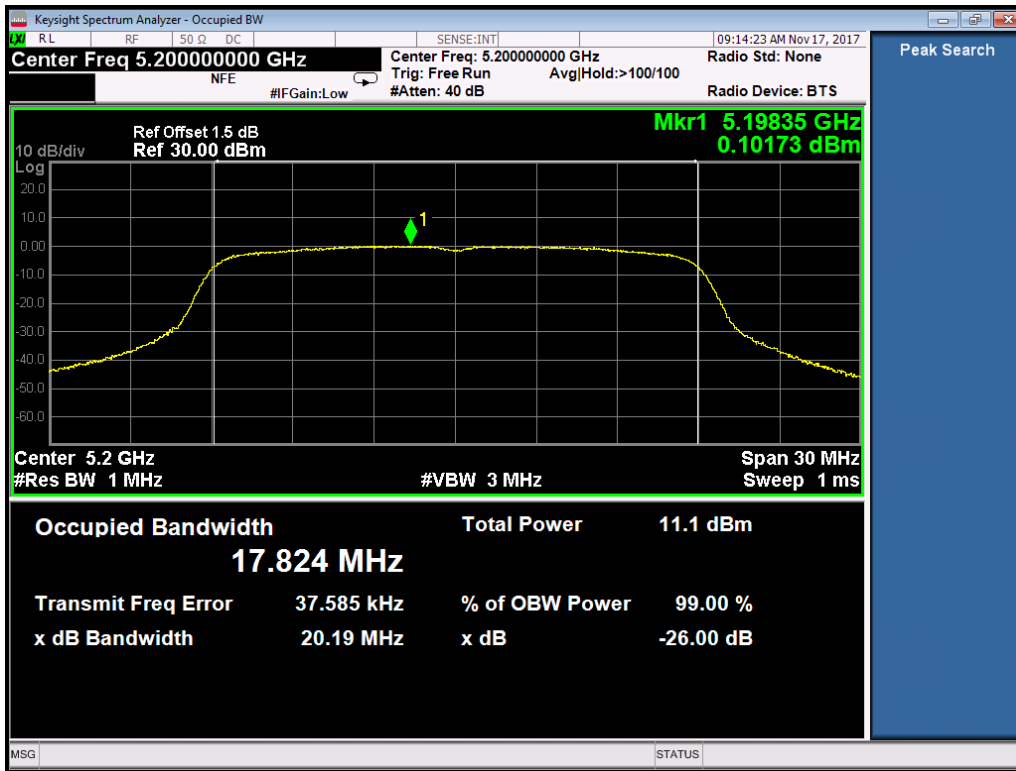 Keysight Spectrum Analyzer - Occupied BW
LXI RL RF 50 Ω DC SENSE:INT 09:14:23 AM Nov 17, 2017
Center Freq 5.200000000 GHz
NFE
#IFGain:Low
Center Freq: 5.200000000 GHz
Trig: Free Run Avg|Hold:>100/100
#Atten: 40 dB
Radio Std: None
Radio Device: BTS
Peak Search
Mkr1 5.19835 GHz
0.10173 dBm
Ref Offset 1.5 dB
10 dB/div Ref 30.00 dBm
Log
20.0
10.0
0.00
-10.0
-20.0
-30.0
-40.0
-50.0
-60.0
1
Center 5.2 GHz Span 30 MHz
#Res BW 1 MHz #VBW 3 MHz Sweep 1 ms
Occupied Bandwidth Total Power 11.1 dBm
17.824 MHz
Transmit Freq Error 37.585 kHz % of OBW Power 99.00 %
x dB Bandwidth 20.19 MHz x dB -26.00 dB
MSG STATUS